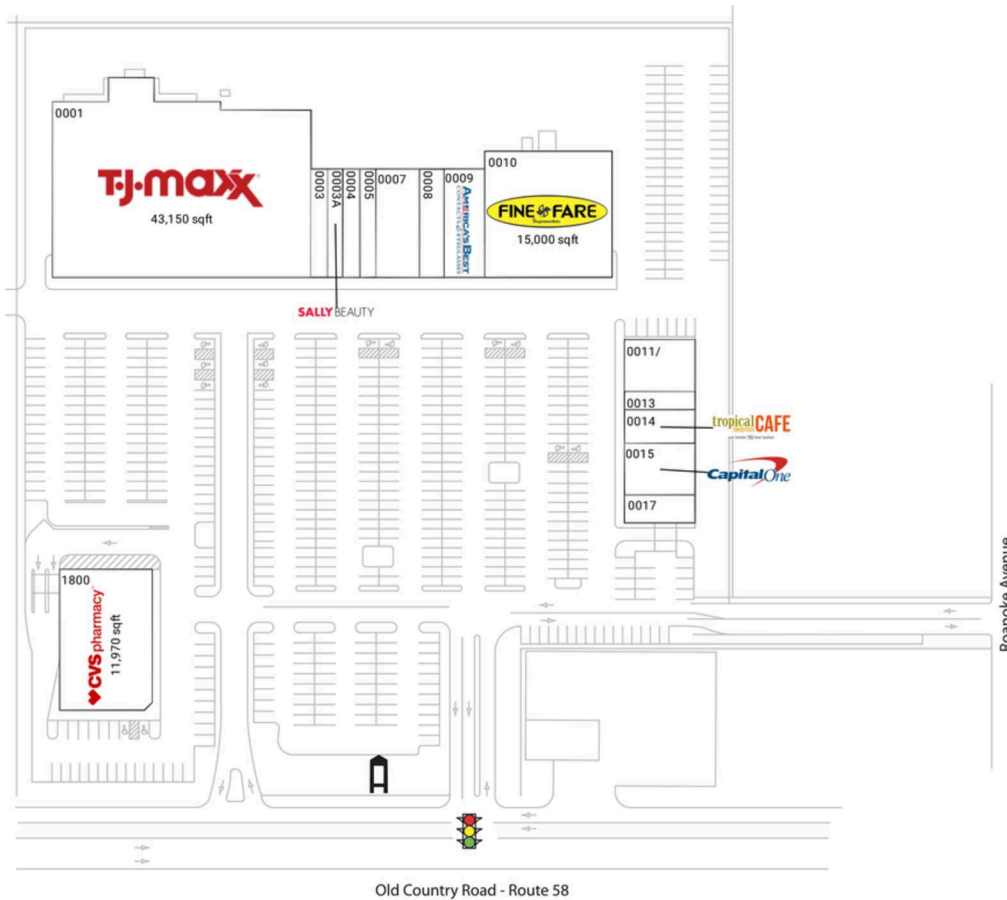 0001
T·J·maxx
43,150 sqft
0003
0003A
0004
0005
0007
0008
0009
AMERICA'S BEST
CONTACTS & EYEGLASSES
0010
FINE FARE
Supermarkets
15,000 sqft
SALLY BEAUTY
0011/
0013
0014
tropical CAFE
0015
Capital One
0017
1800
CVS pharmacy
11,970 sqft
Roanoke Avenue
Old Country Road - Route 58